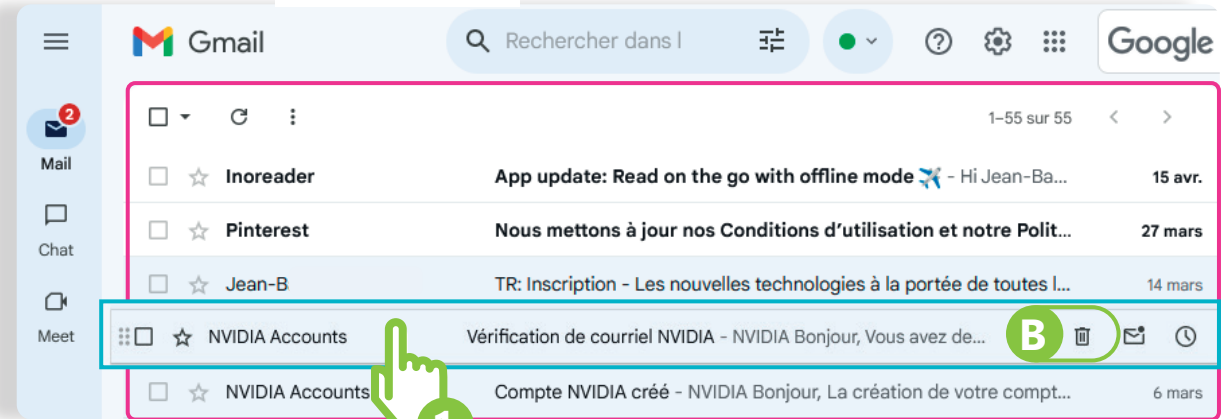 Gmail Rechercher dans l Google
2
1–55 sur 55
Mail
Inoreader App update: Read on the go with offline mode ✈️ - Hi Jean-Ba... 15 avr.
Pinterest Nous mettons à jour nos Conditions d'utilisation et notre Polit... 27 mars
Chat
Jean-B TR: Inscription - Les nouvelles technologies à la portée de toutes l... 14 mars
Meet NVIDIA Accounts Vérification de courriel NVIDIA - NVIDIA Bonjour, Vous avez de... B
NVIDIA Accounts Compte NVIDIA créé - NVIDIA Bonjour, La création de votre compt... 6 mars
1